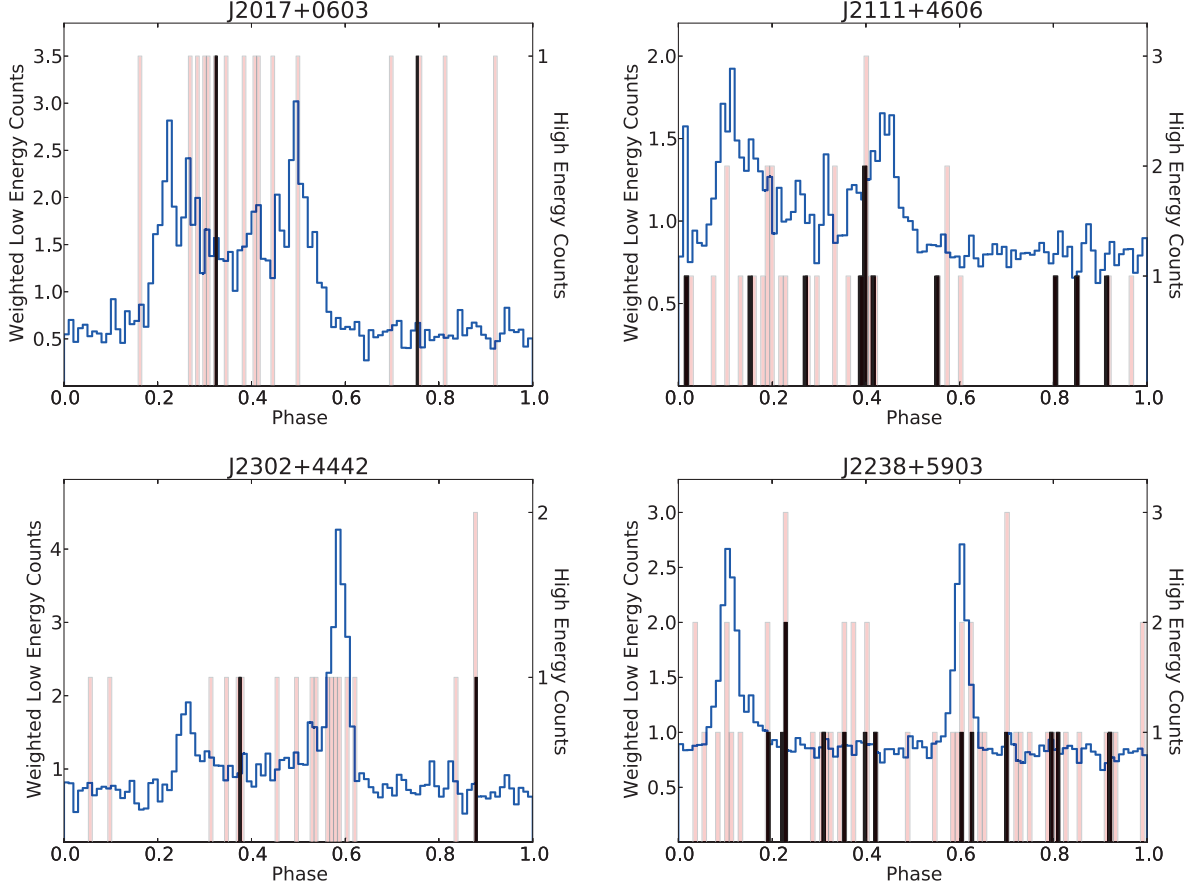 J2017+0603
3.5
3.0
2.5
2.0
1.5
1.0
0.5
Weighted Low Energy Counts
1
High Energy Counts
0.0 0.2 0.4 0.6 0.8 1.0
Phase
J2111+4606
2.0
1.5
1.0
0.5
Weighted Low Energy Counts
3
2
1
0
High Energy Counts
0.0 0.2 0.4 0.6 0.8 1.0
Phase
J2302+4442
4
3
2
1
Weighted Low Energy Counts
2
1
High Energy Counts
0.0 0.2 0.4 0.6 0.8 1.0
Phase
J2238+5903
3.0
2.5
2.0
1.5
1.0
0.5
Weighted Low Energy Counts
3
2
1
0
High Energy Counts
0.0 0.2 0.4 0.6 0.8 1.0
Phase